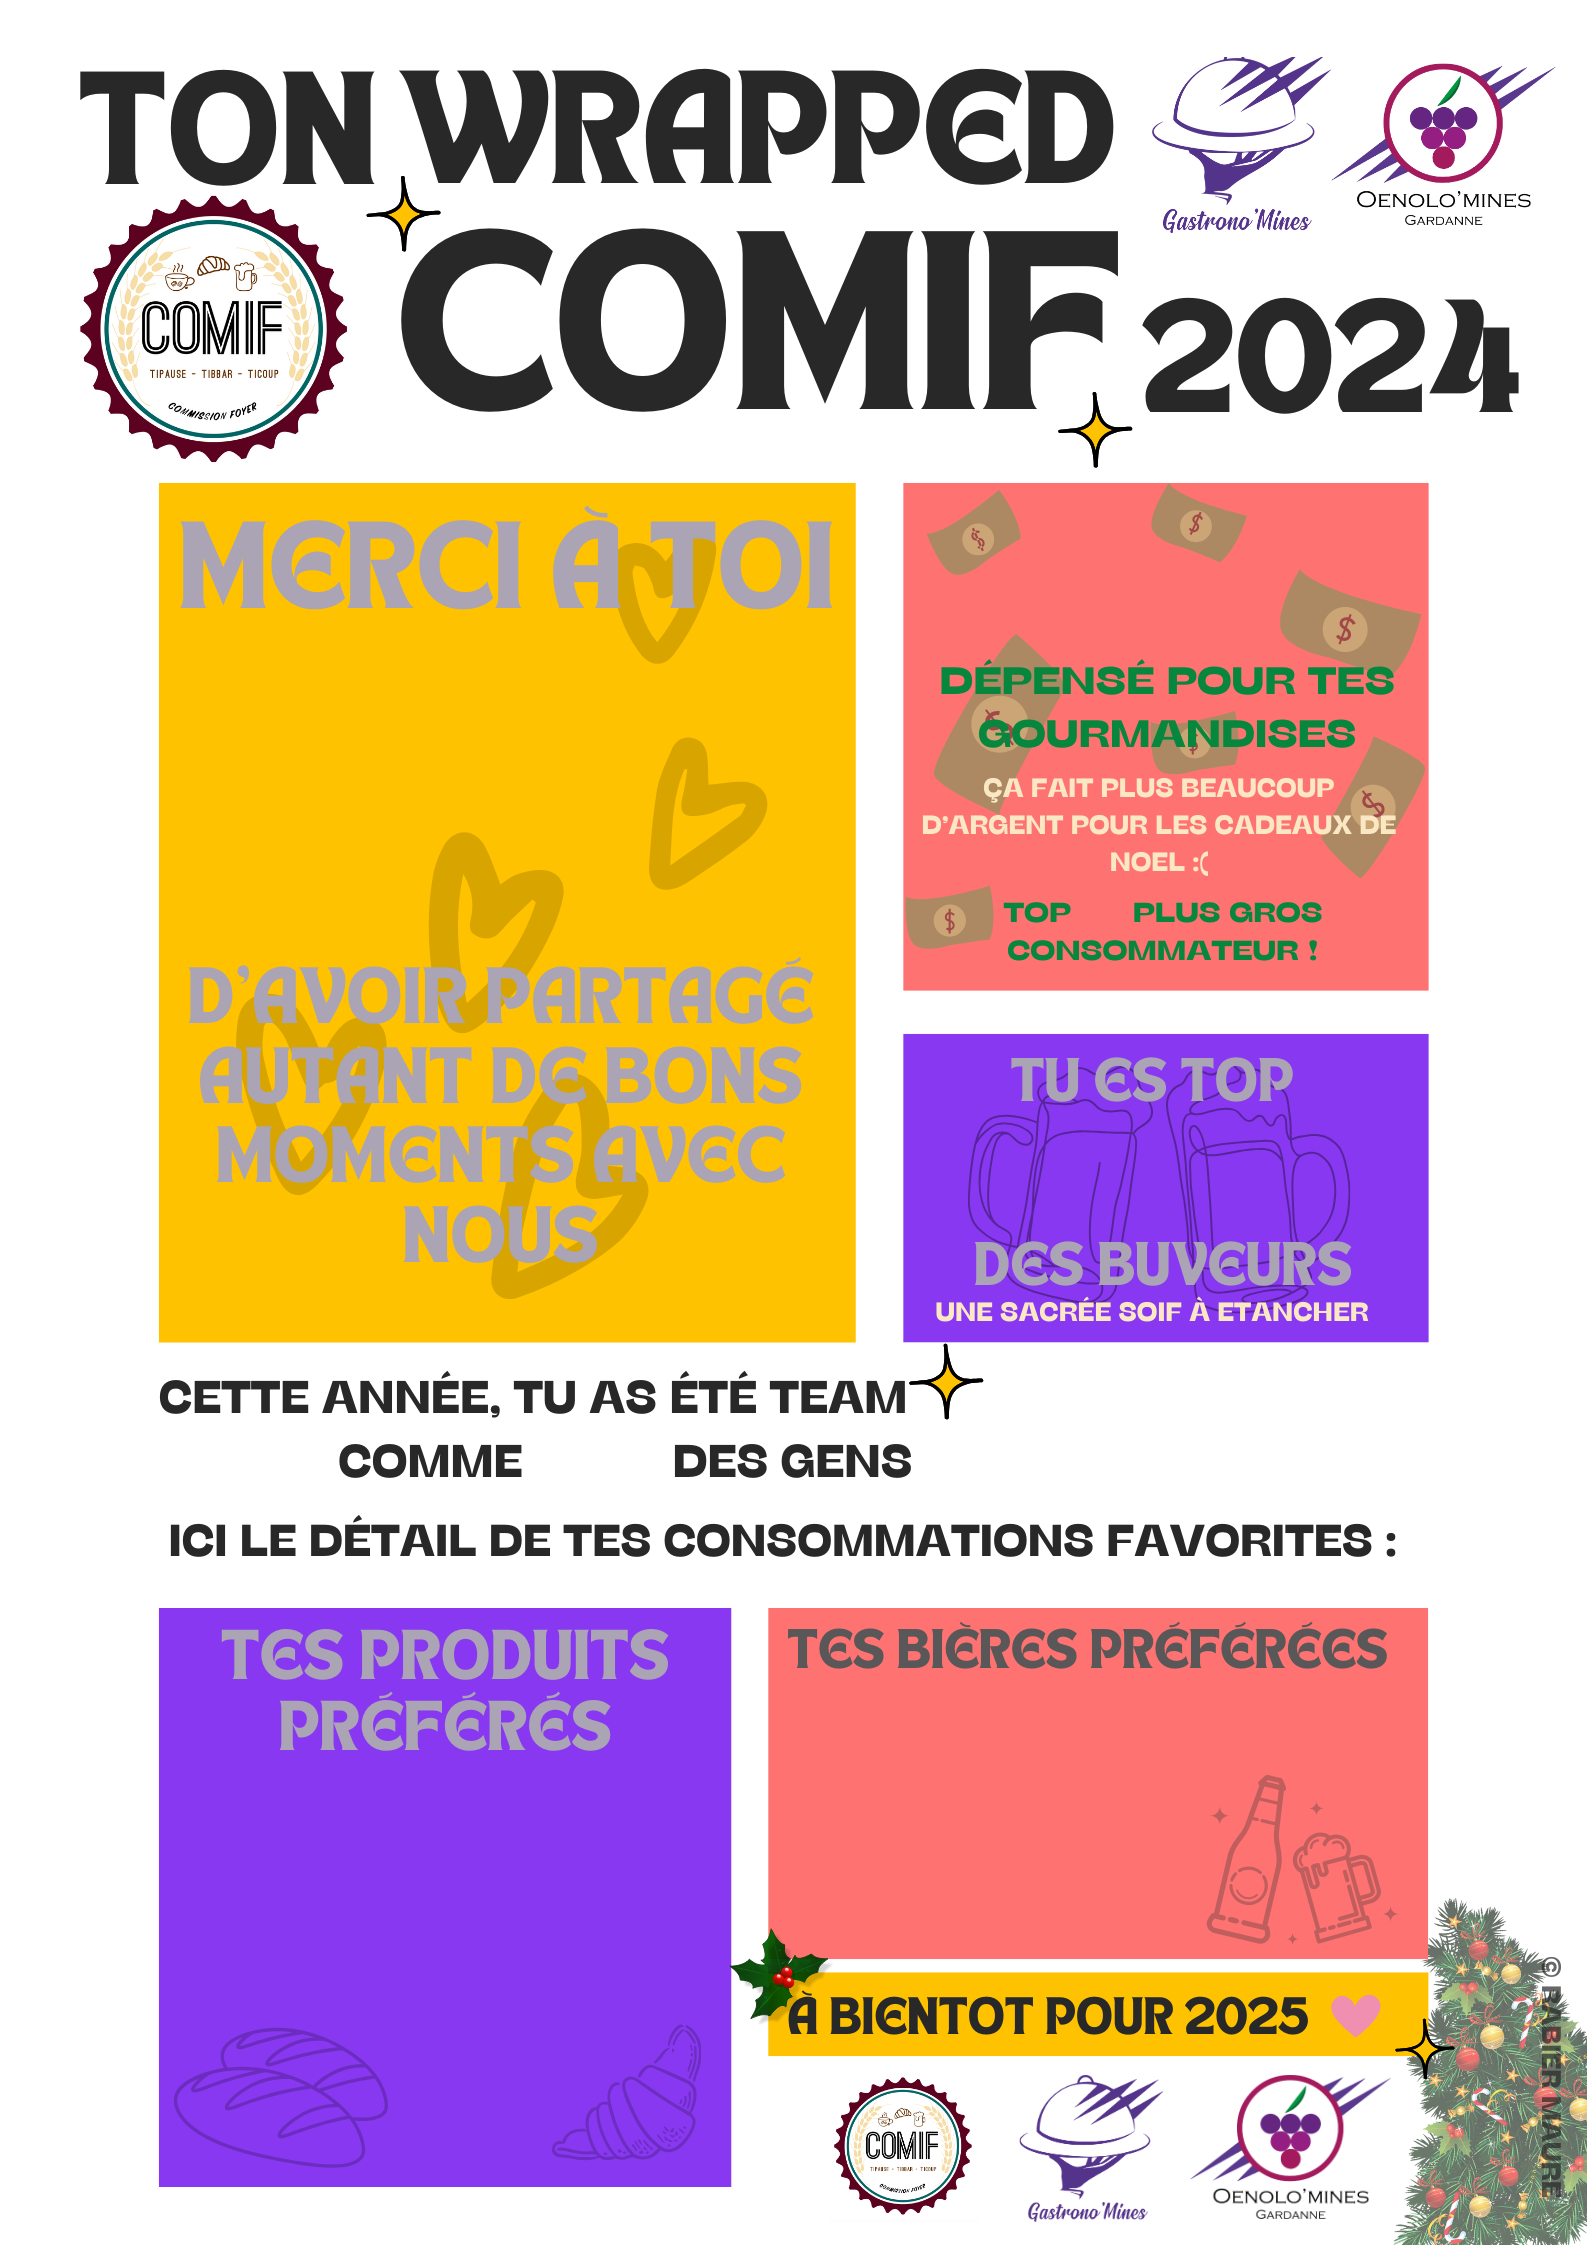 TON WRAPPED
Gastrono'Mines
OENOLO'MINES
GARDANNE
COMIF
TIPAUSE - TIBBAR - TICOUP
COMMISSION FOYER
COMIF 2024
MERCI À TOI
D'AVOIR PARTAGÉ
AUTANT DE BONS
MOMENTS AVEC
NOUS
DÉPENSÉ POUR TES
GOURMANDISES
ÇA FAIT PLUS BEAUCOUP
D'ARGENT POUR LES CADEAUX DE
NOEL :(
TOP PLUS GROS
CONSOMMATEUR !
TU ES TOP
DES BUVEURS
UNE SACRÉE SOIF À ETANCHER
CETTE ANNÉE, TU AS ÉTÉ TEAM
COMME DES GENS
ICI LE DÉTAIL DE TES CONSOMMATIONS FAVORITES :
TES PRODUITS
PRÉFÉRÉS
TES BIÈRES PRÉFÉRÉES
À BIENTOT POUR 2025
COMIF
TIPAUSE - TIBBAR - TICOUP
COMMISSION FOYER
Gastrono'Mines
OENOLO'MINES
GARDANNE
© BABIER MAURE